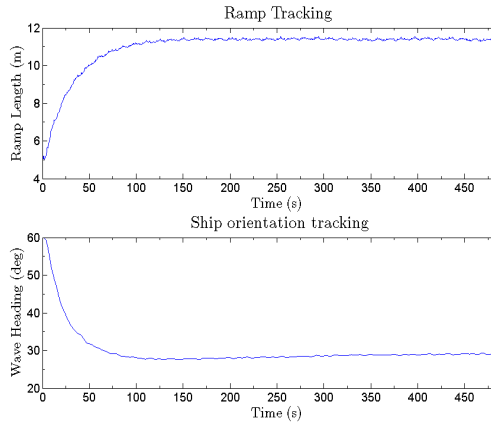 Ramp Tracking
12
10
8
6
4
Ramp Length (m)
0 50 100 150 200 250 300 350 400 450
Time (s)
Ship orientation tracking
60
50
40
30
20
Wave Heading (deg)
0 50 100 150 200 250 300 350 400 450
Time (s)